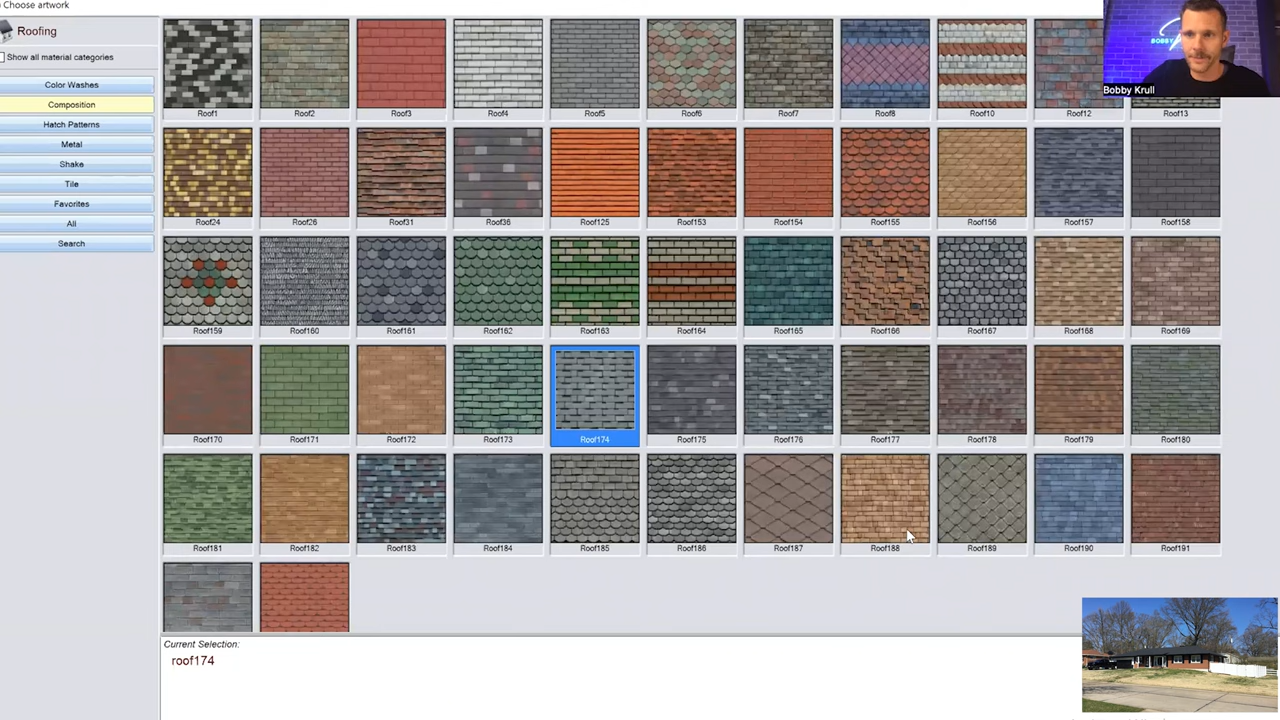 Choose artwork
Roofing
Show all material categories
Color Washes
Composition
Hatch Patterns
Metal
Shake
Tile
Favorites
All
Search
Roof1
Roof2
Roof3
Roof4
Roof5
Roof6
Roof7
Roof8
Roof10
Roof12
Roof13
BOBBY
Bobby Krull
Roof24
Roof26
Roof31
Roof36
Roof125
Roof153
Roof154
Roof155
Roof156
Roof157
Roof158
Roof159
Roof160
Roof161
Roof162
Roof163
Roof164
Roof165
Roof166
Roof167
Roof168
Roof169
Roof170
Roof171
Roof172
Roof173
Roof174
Roof175
Roof176
Roof177
Roof178
Roof179
Roof180
Roof181
Roof182
Roof183
Roof184
Roof185
Roof186
Roof187
Roof188
Roof189
Roof190
Roof191
Current Selection:
roof174